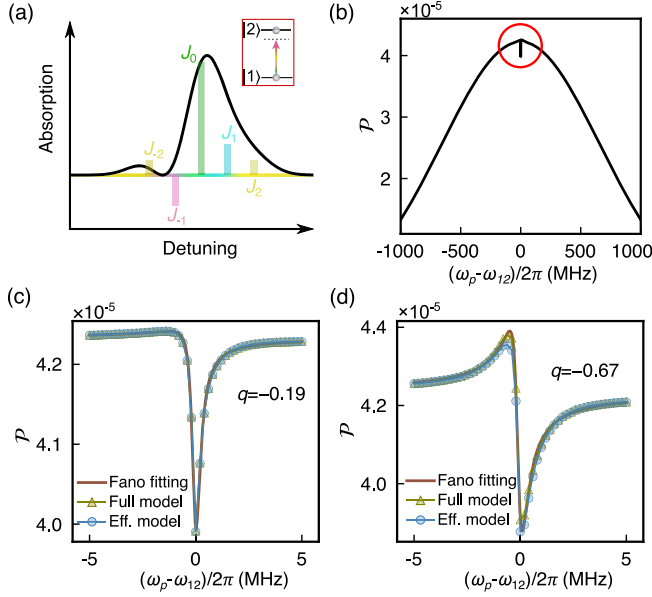 (a)
Absorption
|2⟩
|1⟩
J₀
J₁
J₋₂
J₂
J₋₁
Detuning
(b)
×10⁻⁵
4
3
2
P
-1000
-500
0
500
1000
(ωₚ-ω₁₂)/2π (MHz)
(c)
×10⁻⁵
4.2
4.1
4.0
P
q=−0.19
Fano fitting
Full model
Eff. model
-5
0
5
(ωₚ-ω₁₂)/2π (MHz)
(d)
×10⁻⁵
4.4
4.2
4.0
P
q=−0.67
Fano fitting
Full model
Eff. model
-5
0
5
(ωₚ-ω₁₂)/2π (MHz)